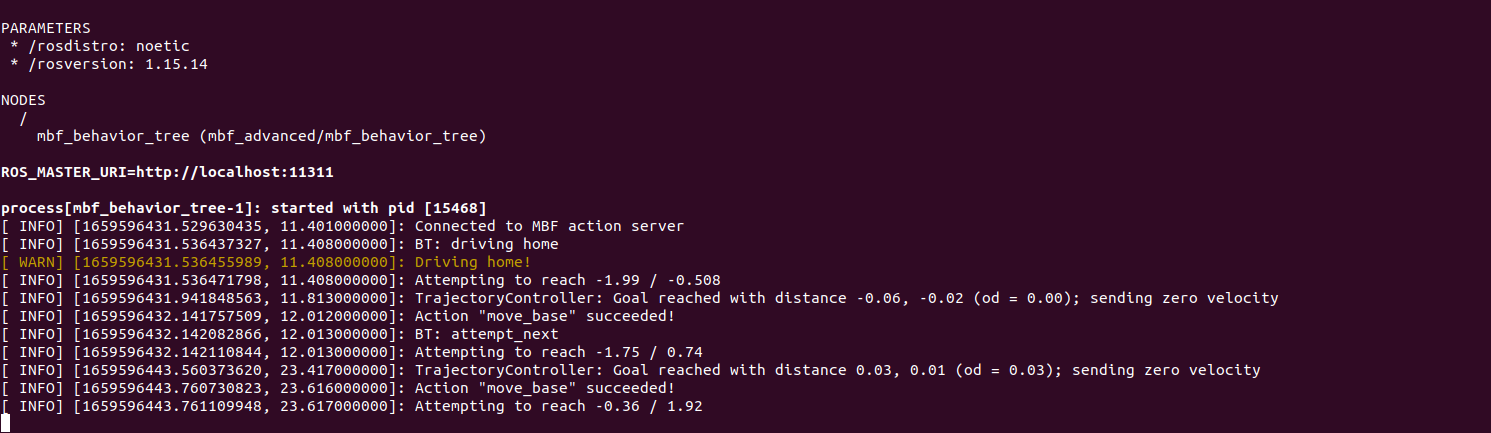 PARAMETERS
 * /rosdistro: noetic
 * /rosversion: 1.15.14

NODES
  /
    mbf_behavior_tree (mbf_advanced/mbf_behavior_tree)

ROS_MASTER_URI=http://localhost:11311

process[mbf_behavior_tree-1]: started with pid [15468]
[ INFO] [1659596431.529630435, 11.401000000]: Connected to MBF action server
[ INFO] [1659596431.536437327, 11.408000000]: BT: driving home
[ WARN] [1659596431.536455989, 11.408000000]: Driving home!
[ INFO] [1659596431.536471798, 11.408000000]: Attempting to reach -1.99 / -0.508
[ INFO] [1659596431.941848563, 11.813000000]: TrajectoryController: Goal reached with distance -0.06, -0.02 (od = 0.00); sending zero velocity
[ INFO] [1659596432.141757509, 12.012000000]: Action "move_base" succeeded!
[ INFO] [1659596432.142082866, 12.013000000]: BT: attempt_next
[ INFO] [1659596432.142110844, 12.013000000]: Attempting to reach -1.75 / 0.74
[ INFO] [1659596443.560373620, 23.417000000]: TrajectoryController: Goal reached with distance 0.03, 0.01 (od = 0.03); sending zero velocity
[ INFO] [1659596443.760730823, 23.616000000]: Action "move_base" succeeded!
[ INFO] [1659596443.761109948, 23.617000000]: Attempting to reach -0.36 / 1.92